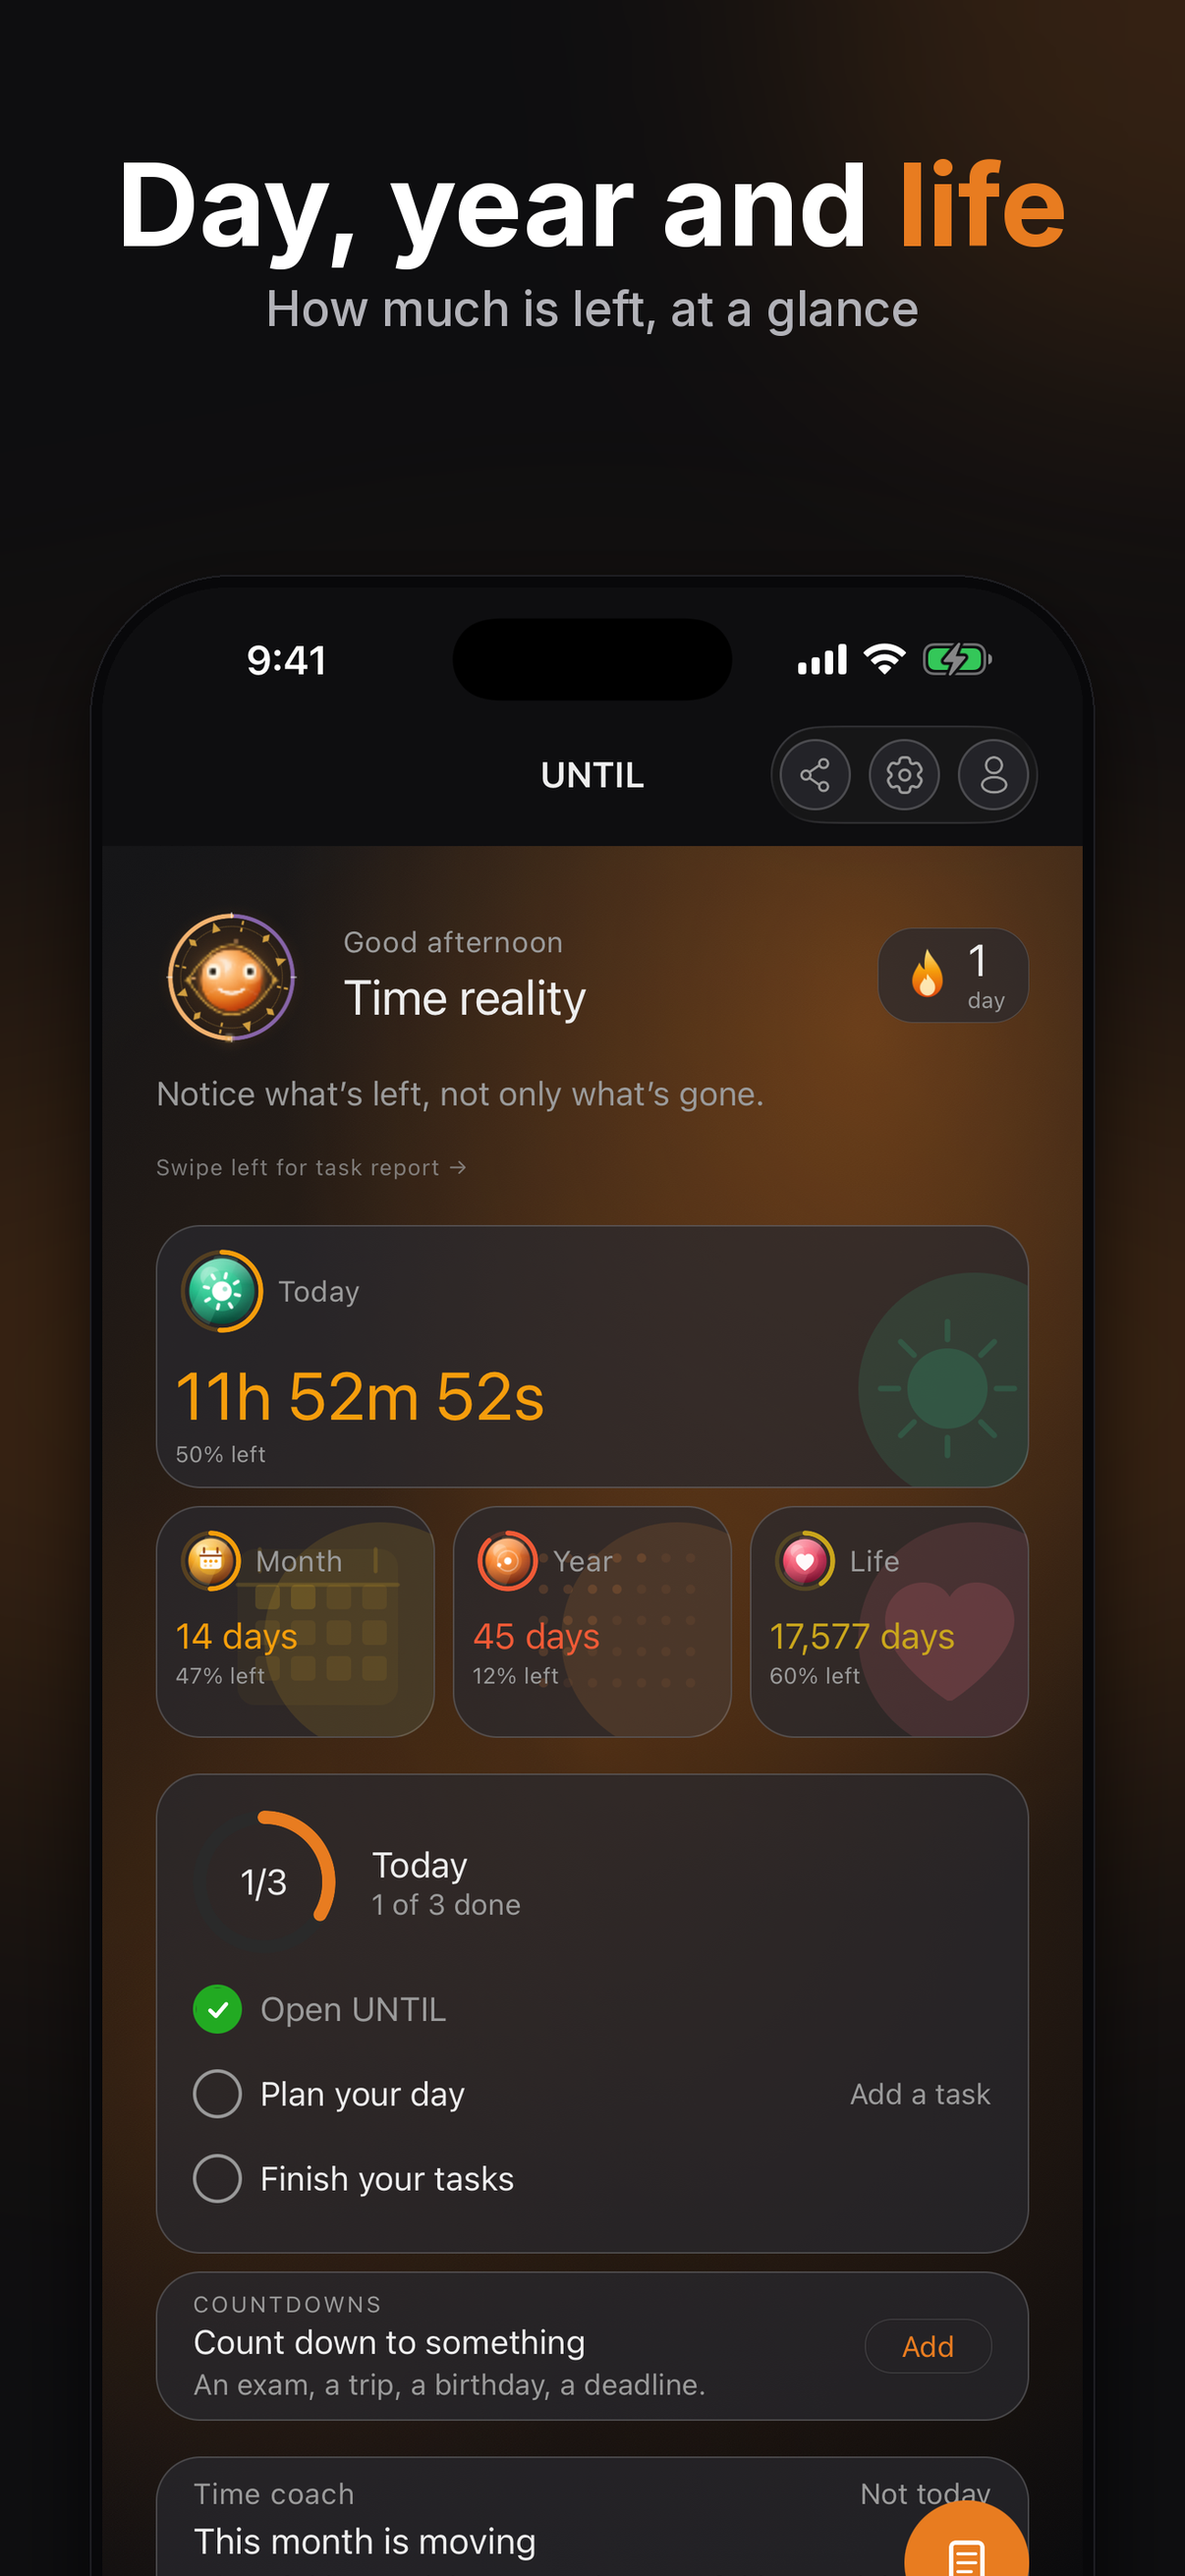 Day, year and life
How much is left, at a glance
9:41
UNTIL
Good afternoon
Time reality
1
day
Notice what’s left, not only what’s gone.
Swipe left for task report →
Today
11h 52m 52s
50% left
Month
14 days
47% left
Year
45 days
12% left
Life
17,577 days
60% left
1/3
Today
1 of 3 done
Open UNTIL
Plan your day
Add a task
Finish your tasks
COUNTDOWNS
Count down to something
An exam, a trip, a birthday, a deadline.
Add
Time coach
Not today
This month is moving